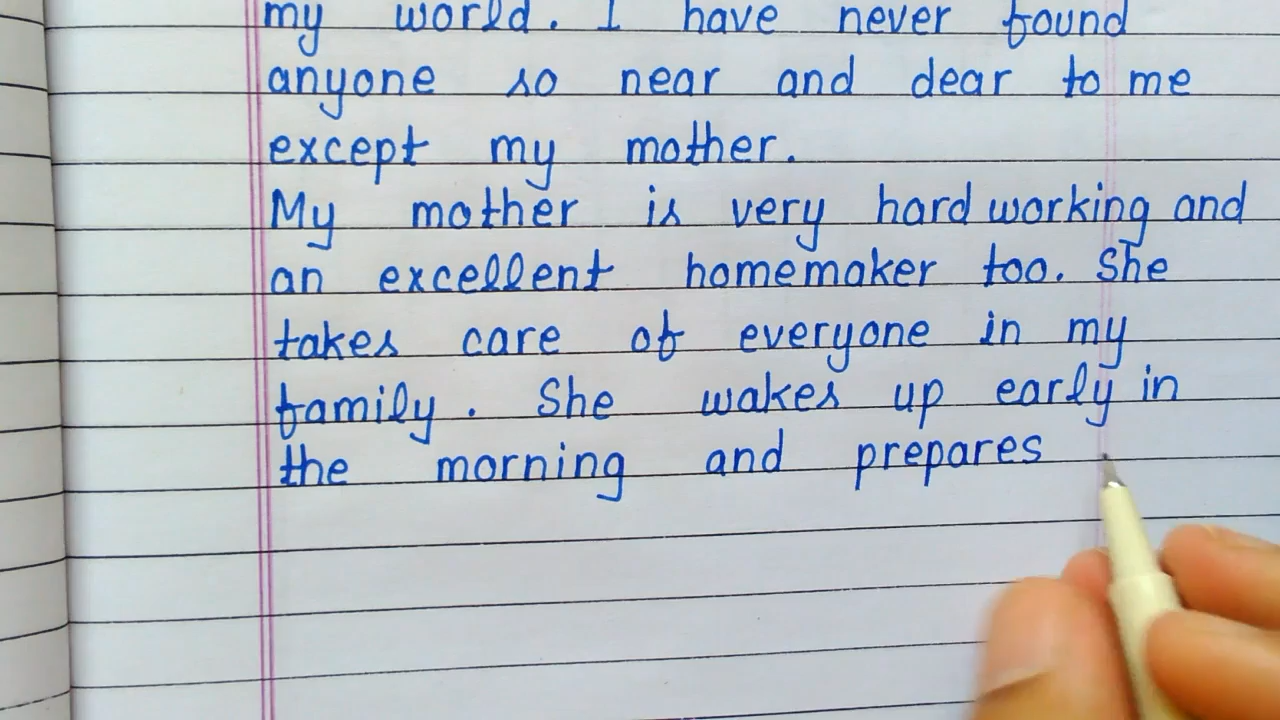 my world. I have never found
anyone so near and dear to me
except my mother.
My mother is very hard working and
an excellent homemaker too. She
takes care of everyone in my
family. She wakes up early in
the morning and prepares